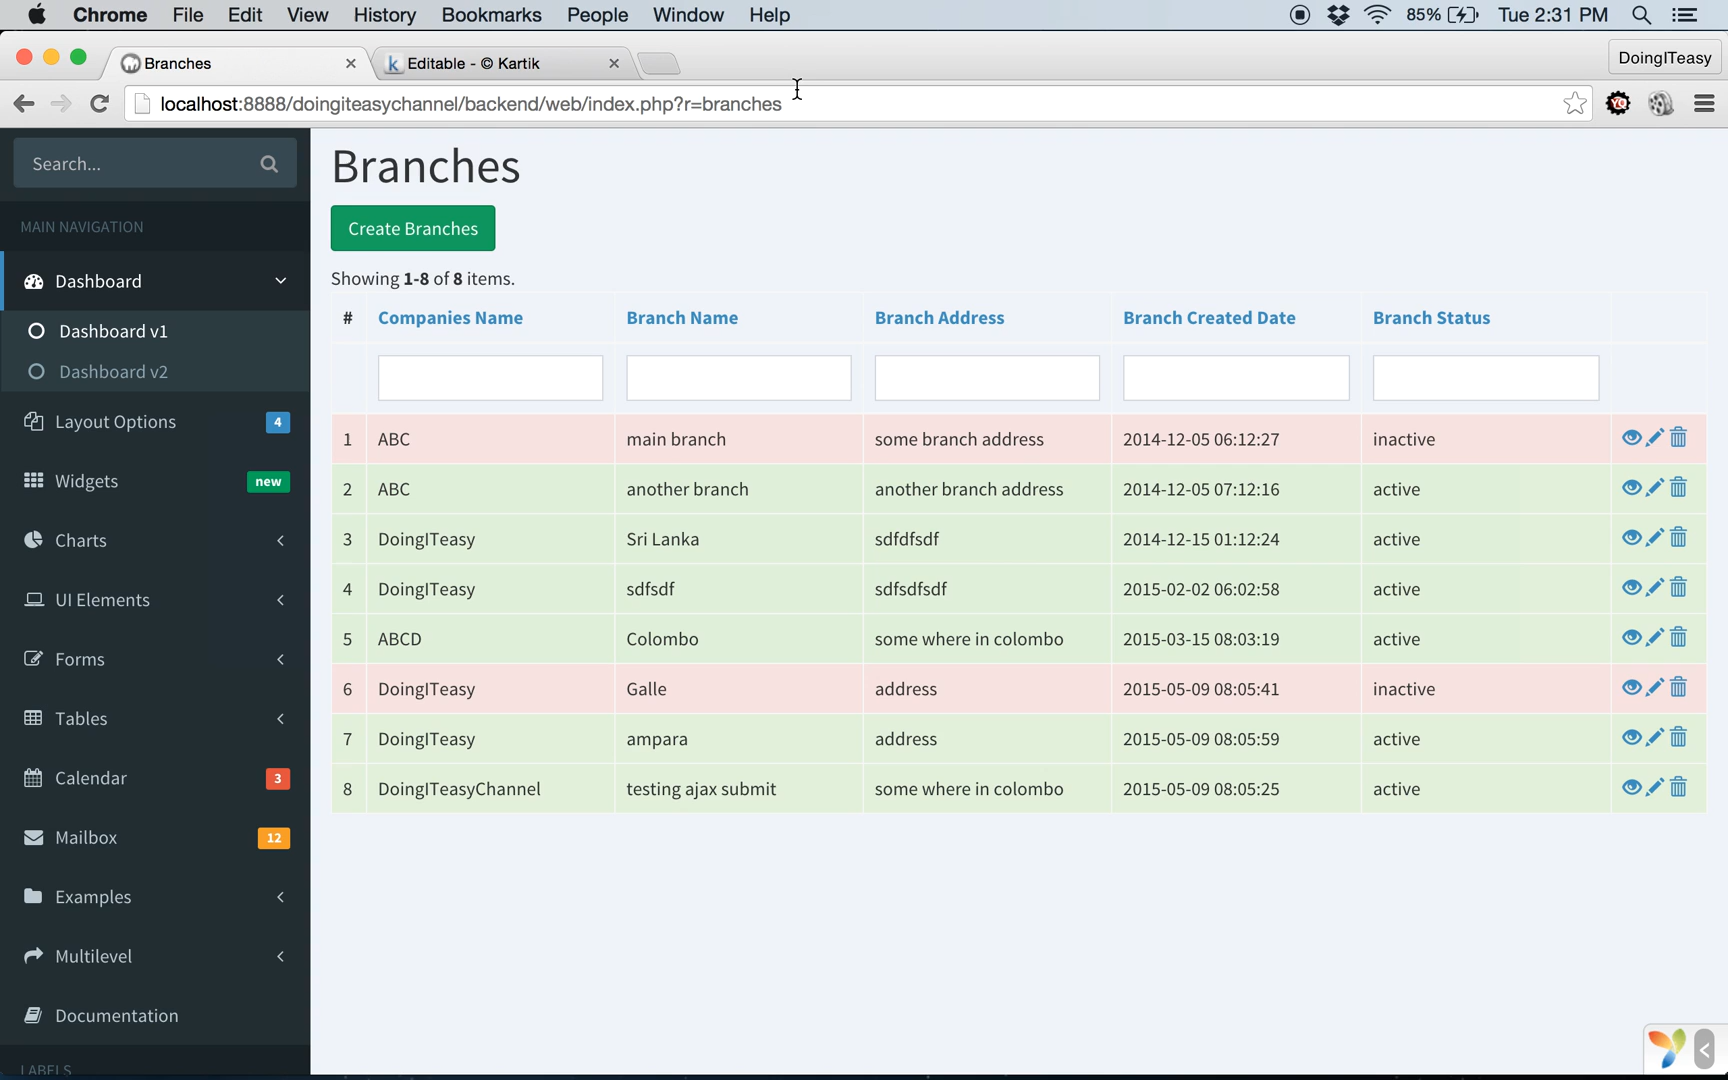 Chrome File Edit View History Bookmarks People Window Help 85% Tue 2:31 PM
Branches Editable - © Kartik DoingITeasy
localhost:8888/doingiteasychannel/backend/web/index.php?r=branches
Search...
MAIN NAVIGATION
Dashboard
Dashboard v1
Dashboard v2
Layout Options 4
Widgets new
Charts
UI Elements
Forms
Tables
Calendar 3
Mailbox 12
Examples
Multilevel
Documentation
LABELS
Branches
Create Branches
Showing 1-8 of 8 items.
# Companies Name Branch Name Branch Address Branch Created Date Branch Status
1 ABC main branch some branch address 2014-12-05 06:12:27 inactive
2 ABC another branch another branch address 2014-12-05 07:12:16 active
3 DoingITeasy Sri Lanka sdfdfsdf 2014-12-15 01:12:24 active
4 DoingITeasy sdfsdf sdfsdfsdf 2015-02-02 06:02:58 active
5 ABCD Colombo some where in colombo 2015-03-15 08:03:19 active
6 DoingITeasy Galle address 2015-05-09 08:05:41 inactive
7 DoingITeasy ampara address 2015-05-09 08:05:59 active
8 DoingITeasyChannel testing ajax submit some where in colombo 2015-05-09 08:05:25 active